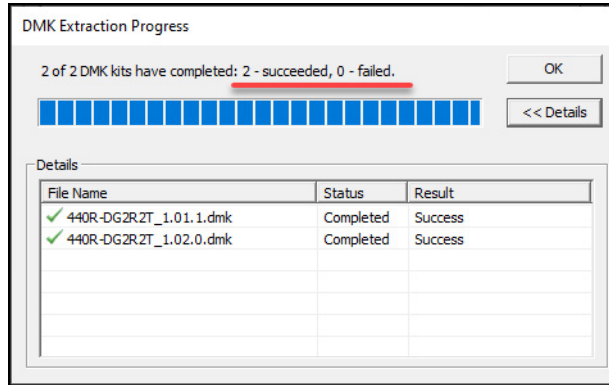 DMK Extraction Progress
2 of 2 DMK kits have completed: 2 - succeeded, 0 - failed.
OK
<< Details
Details
File Name Status Result
440R-DG2R2T_1.01.1.dmk Completed Success
440R-DG2R2T_1.02.0.dmk Completed Success